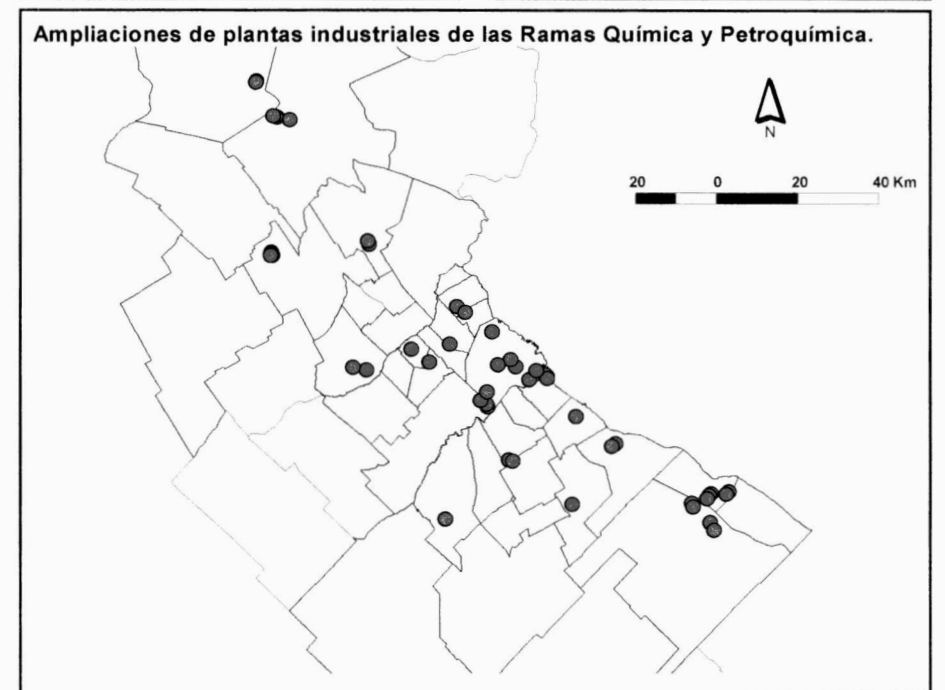 Ampliaciones de plantas industriales de las Ramas Química y Petroquímica.
N
20 0 20 40 Km